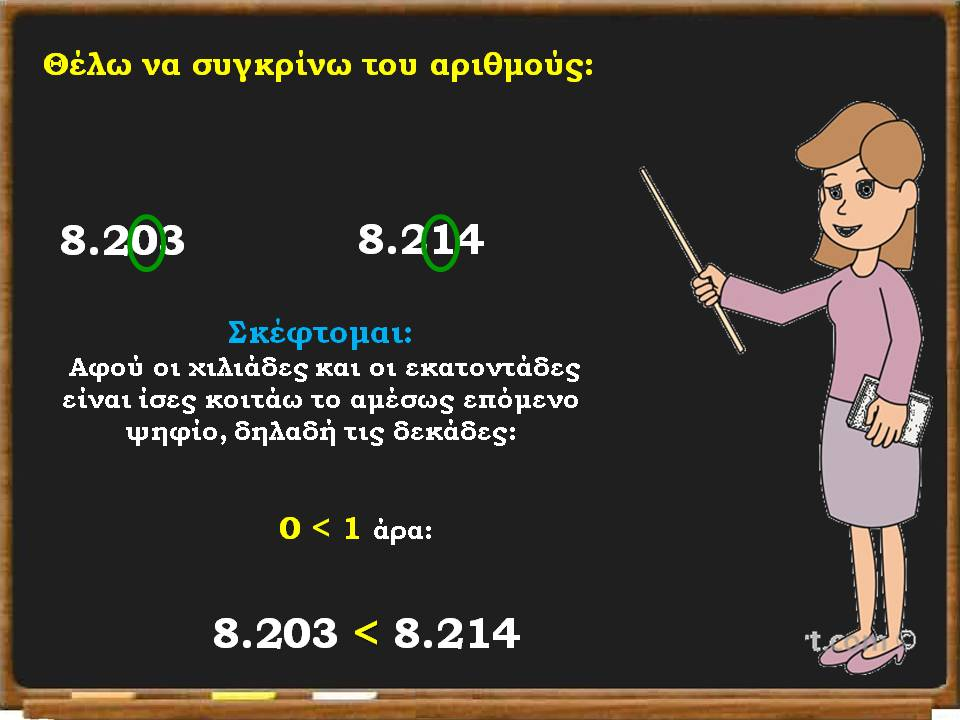 Θέλω να συγκρίνω του αριθμούς:
8.203 8.214
Σκέφτομαι:
Αφού οι χιλιάδες και οι εκατοντάδες
είναι ίσες κοιτάω το αμέσως επόμενο
ψηφίο, δηλαδή τις δεκάδες:
0 < 1 άρα:
8.203 < 8.214